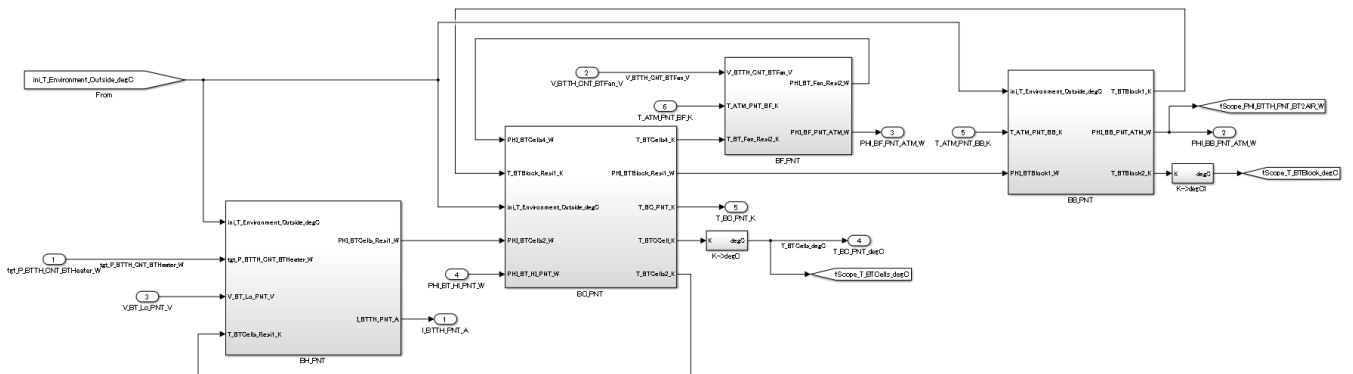 ini_T_Environment_Outside_degC
From
2
V_BTTH_CNT_BTFan_V
V_BTTH_CNT_BTFan_V
6
T_ATM_PNT_BF_K
V_BTTH_CNT_BTFan_V
PHI_BT_Fan_Resi2_W
T_ATM_PNT_BF_K
PHI_BF_PNT_ATM_W
T_BT_Fan_Resi2_K
BF_PNT
3
PHI_BF_PNT_ATM_W
ini_T_Environment_Outside_degC
T_BTBlock1_K
T_ATM_PNT_BB_K
PHI_BB_PNT_ATM_W
PHI_BTBlock1_W
T_BTBlock2_K
BB_PNT
5
T_ATM_PNT_BB_K
tScope_PHI_BTTH_PNT_BT2AIR_W
2
PHI_BB_PNT_ATM_W
K
degC
K->degC1
tScope_T_BTBlock_degC
PHI_BTCells4_W
T_BTCells4_K
T_BTBlock_Resi1_K
PHI_BTBlock_Resi1_W
ini_T_Environment_Outside_degC
T_BC_PNT_K
PHI_BTCells2_W
T_BTCCell_K
PHI_BT_HI_PNT_W
T_BTCells2_K
BC_PNT
5
T_BC_PNT_K
K
degC
K->degC
T_BTCells_degC
4
T_BC_PNT_degC
tScope_T_BTCells_degC
4
PHI_BT_HI_PNT_W
ini_T_Environment_Outside_degC
PHI_BTCells_Resi1_W
tgt_P_BTTH_CNT_BTHeater_W
V_BT_Lo_PNT_V
I_BTTH_PNT_A
T_BTCells_Resi1_K
BH_PNT
1
tgt_P_BTTH_CNT_BTHeater_W
tgt_P_BTTH_CNT_BTHeater_W
3
V_BT_Lo_PNT_V
1
I_BTTH_PNT_A